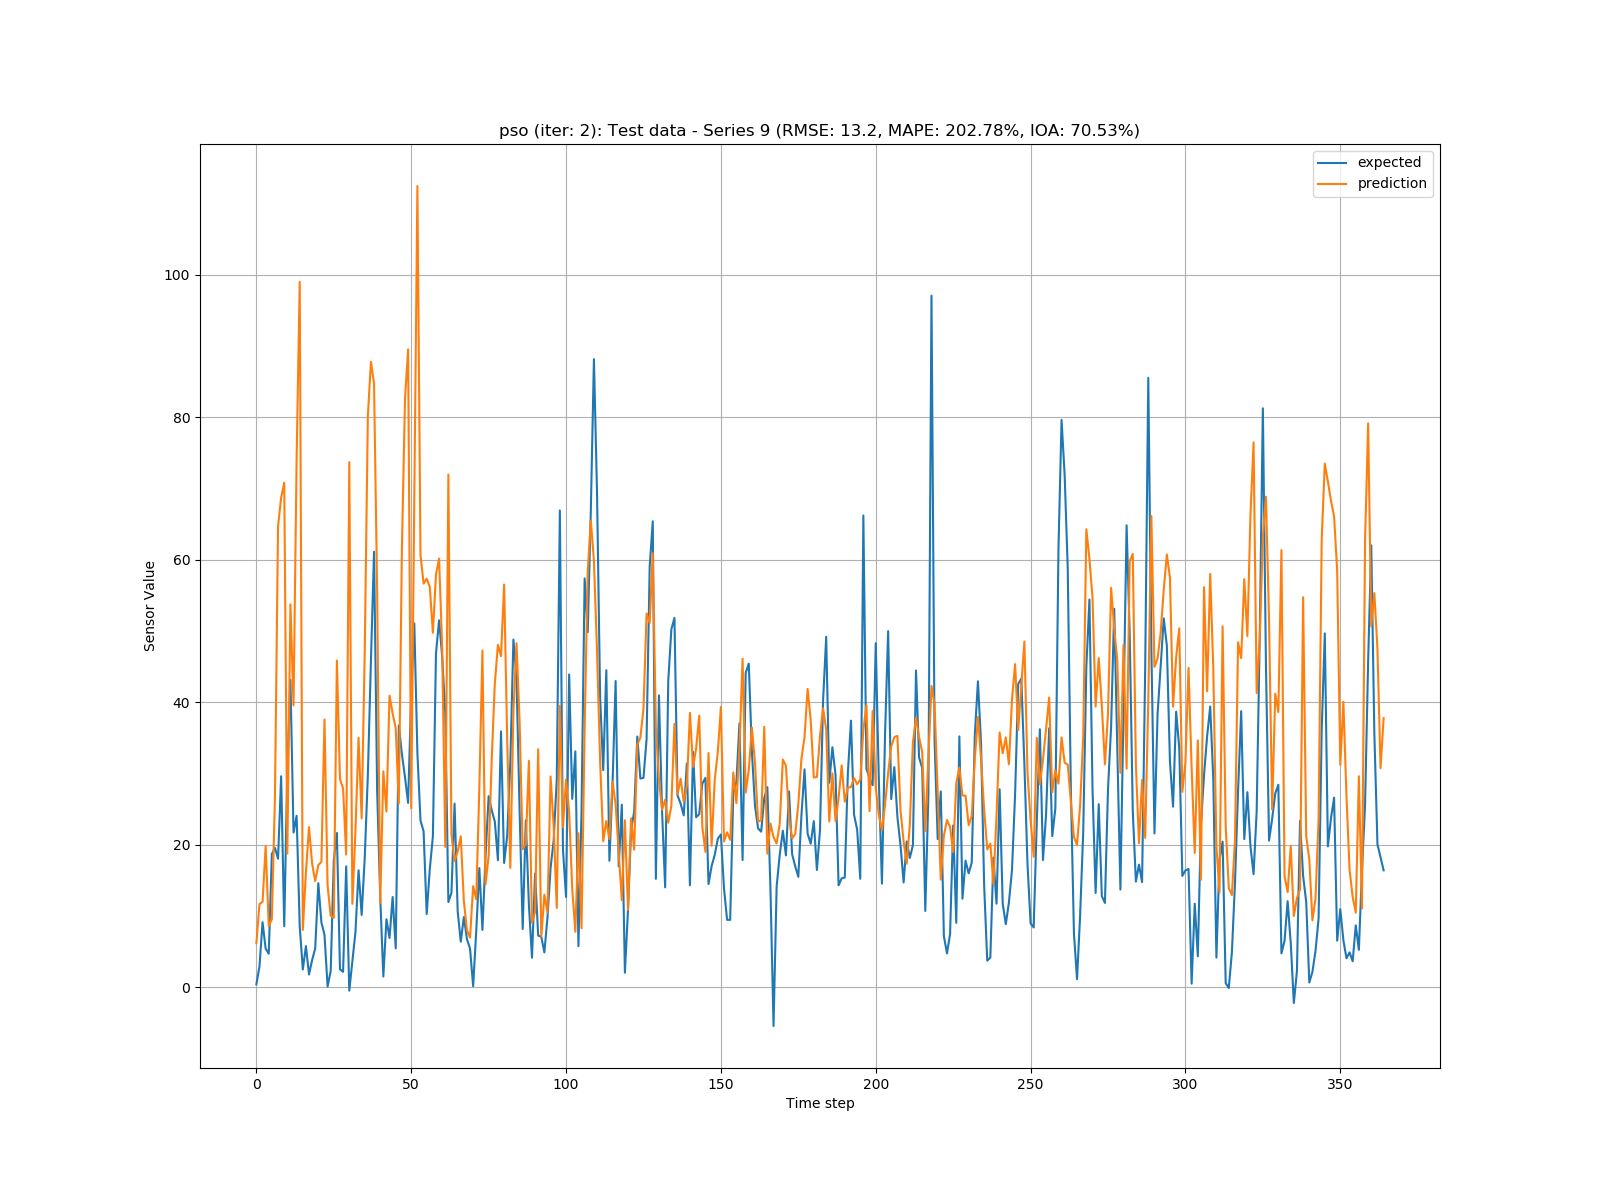 pso (iter: 2): Test data - Series 9 (RMSE: 13.2, MAPE: 202.78%, IOA: 70.53%)
expected
prediction
100
80
60
40
20
0
Sensor Value
0 50 100 150 200 250 300 350
Time step